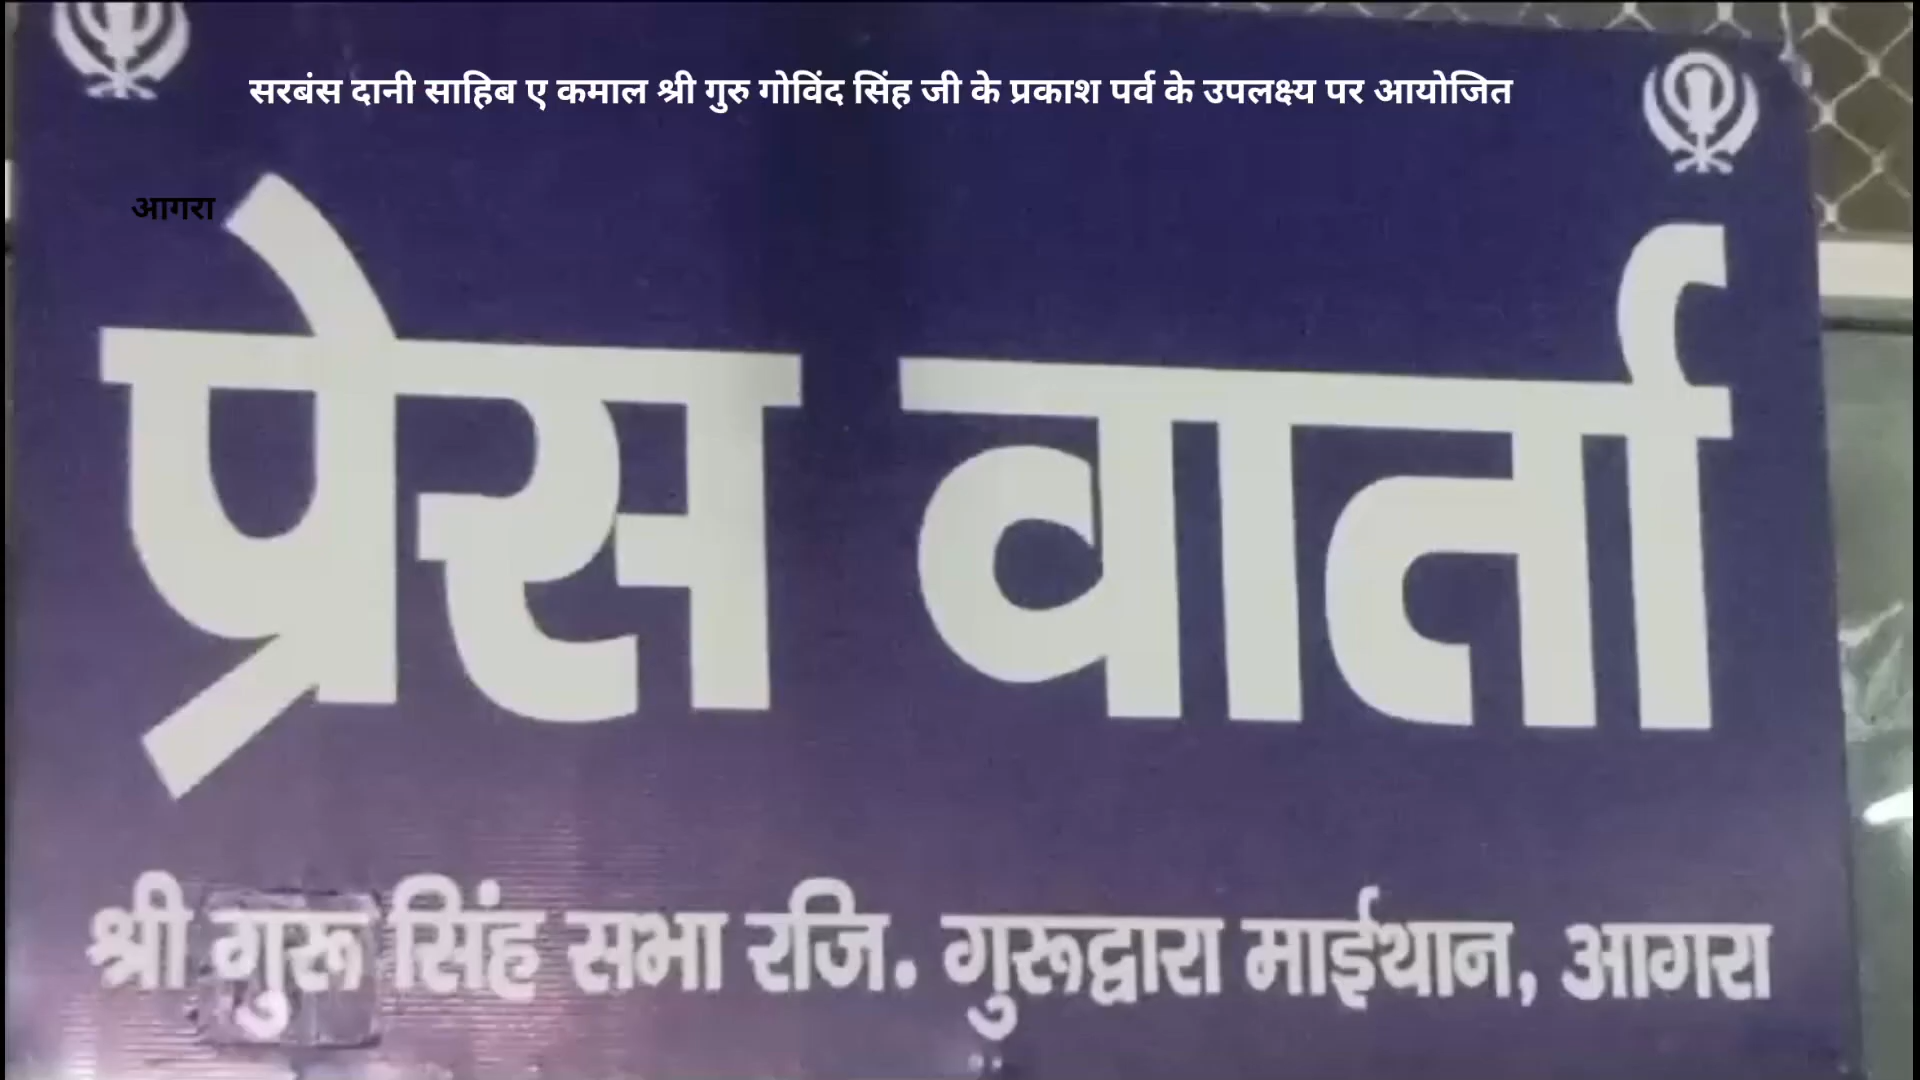 सरबंस दानी साहिब ए कमाल श्री गुरु गोविंद सिंह जी के प्रकाश पर्व के उपलक्ष्य पर आयोजित
आगरा
प्रेस वार्ता
श्री गुरू सिंह सभा रजि. गुरूद्वारा माईथान, आगरा